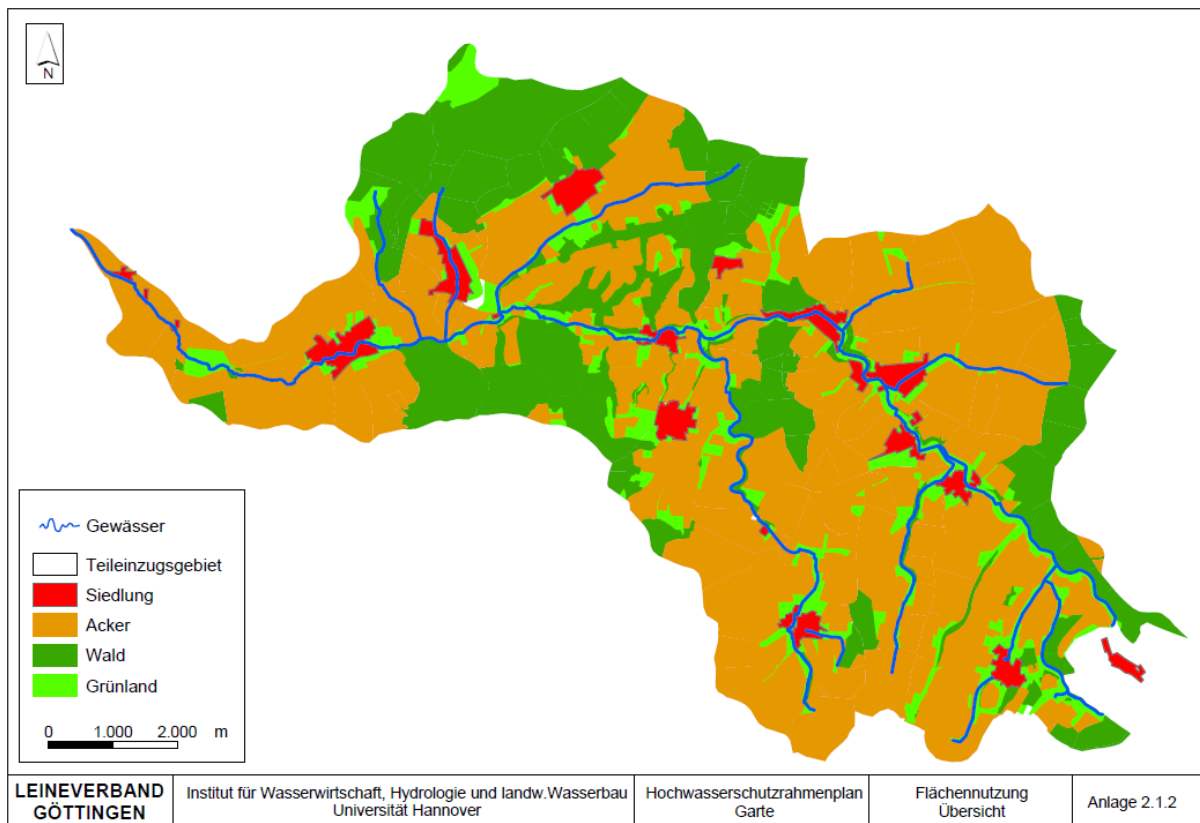 N
Gewässer
Teileinzugsgebiet
Siedlung
Acker
Wald
Grünland
0 1.000 2.000 m
LEINEVERBAND
GÖTTINGEN
Institut für Wasserwirtschaft, Hydrologie und landw.Wasserbau
Universität Hannover
Hochwasserschutzrahmenplan
Garte
Flächennutzung
Übersicht
Anlage 2.1.2